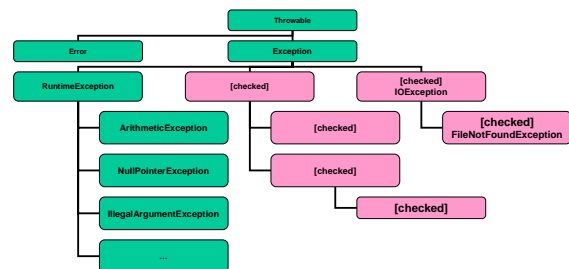 Throwable
Error
Exception
RuntimeException
[checked]
[checked]
IOException
ArithmeticException
[checked]
[checked]
FileNotFoundException
NullPointerException
[checked]
IllegalArgumentException
[checked]
...